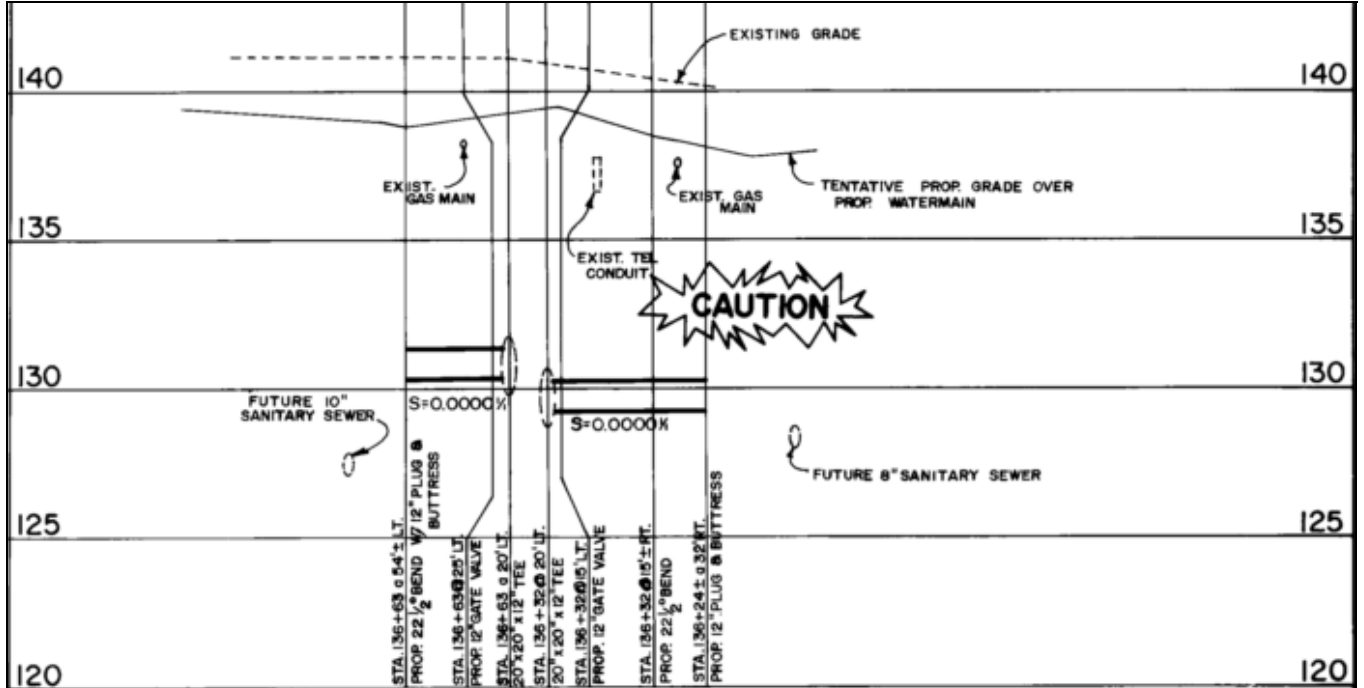 EXISTING GRADE
140
140
EXIST.
GAS MAIN
EXIST. GAS
MAIN
TENTATIVE PROP. GRADE OVER
PROP. WATERMAIN
135
135
EXIST. TEL
CONDUIT
CAUTION
130
130
FUTURE 10"
SANITARY SEWER
S=0.0000%
S=0.0000%
FUTURE 8" SANITARY SEWER
125
125
STA. 136+63 @ 54'± LT.
PROP. 22 1/2° BEND W/ 12" PLUG &
BUTTRESS
STA. 136+63@25' LT.
PROP. 12" GATE VALVE
STA. 136+63 @ 20' LT.
20"x20"x12" TEE
STA. 136+32@ 20' LT.
20"x20"x12" TEE
STA. 136+32@15' LT.
PROP. 12" GATE VALVE
STA. 136+32@15'± RT.
PROP. 22 1/2° BEND
STA. 136+24± @ 32' RT.
PROP. 12" PLUG & BUTTRESS
120
120